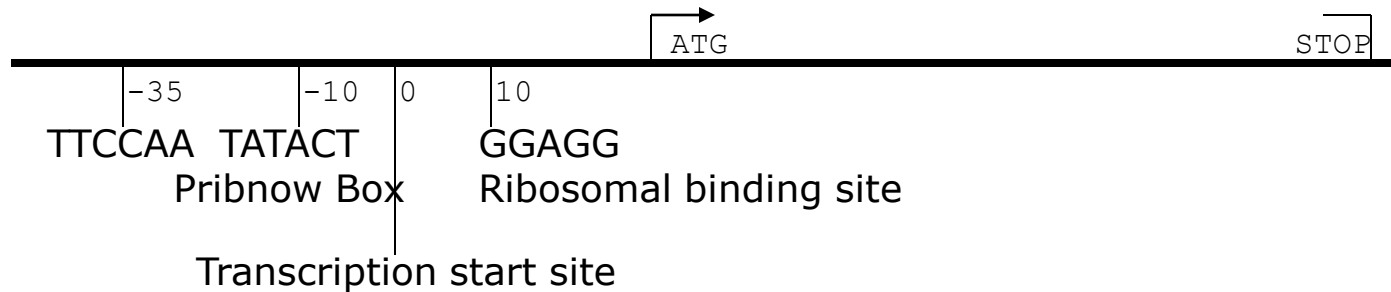 ATG STOP
-35 -10 0 10
TTCCAA TATACT GGAGG
Pribnow Box Ribosomal binding site
Transcription start site